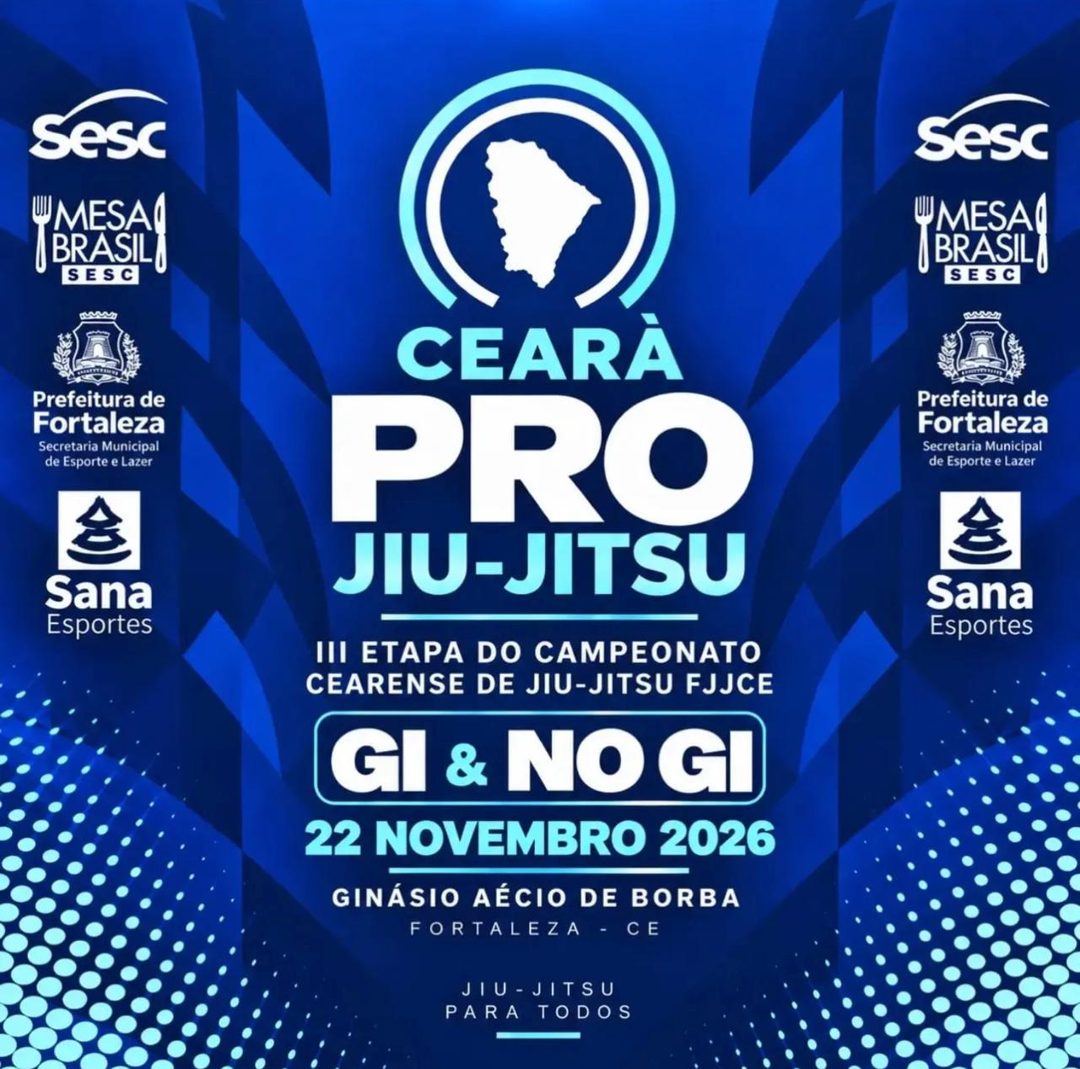 Sesc
MESA
BRASIL
SESC
Prefeitura de
Fortaleza
Secretaria Municipal
de Esporte e Lazer
Sana
Esportes
CEARÀ
PRO
JIU-JITSU
III ETAPA DO CAMPEONATO
CEARENSE DE JIU-JITSU FJJCE
GI & NO GI
22 NOVEMBRO 2026
GINÁSIO AÉCIO DE BORBA
FORTALEZA - CE
JIU-JITSU
PARA TODOS
Sesc
MESA
BRASIL
SESC
Prefeitura de
Fortaleza
Secretaria Municipal
de Esporte e Lazer
Sana
Esportes